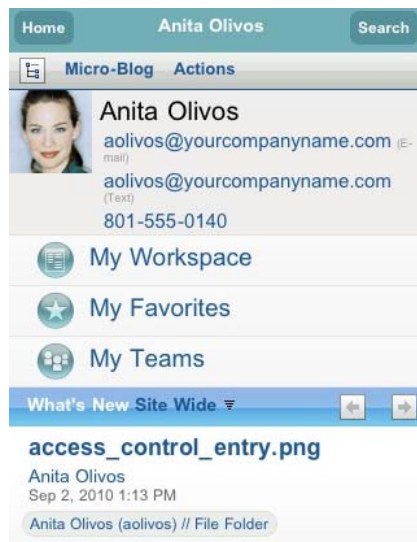 Home Anita Olivos Search
Micro-Blog Actions
Anita Olivos
aolivos@yourcompanyname.com (E-
mail)
aolivos@yourcompanyname.com
(Text)
801-555-0140
My Workspace
My Favorites
My Teams
What's New Site Wide
access_control_entry.png
Anita Olivos
Sep 2, 2010 1:13 PM
Anita Olivos (aolivos) // File Folder